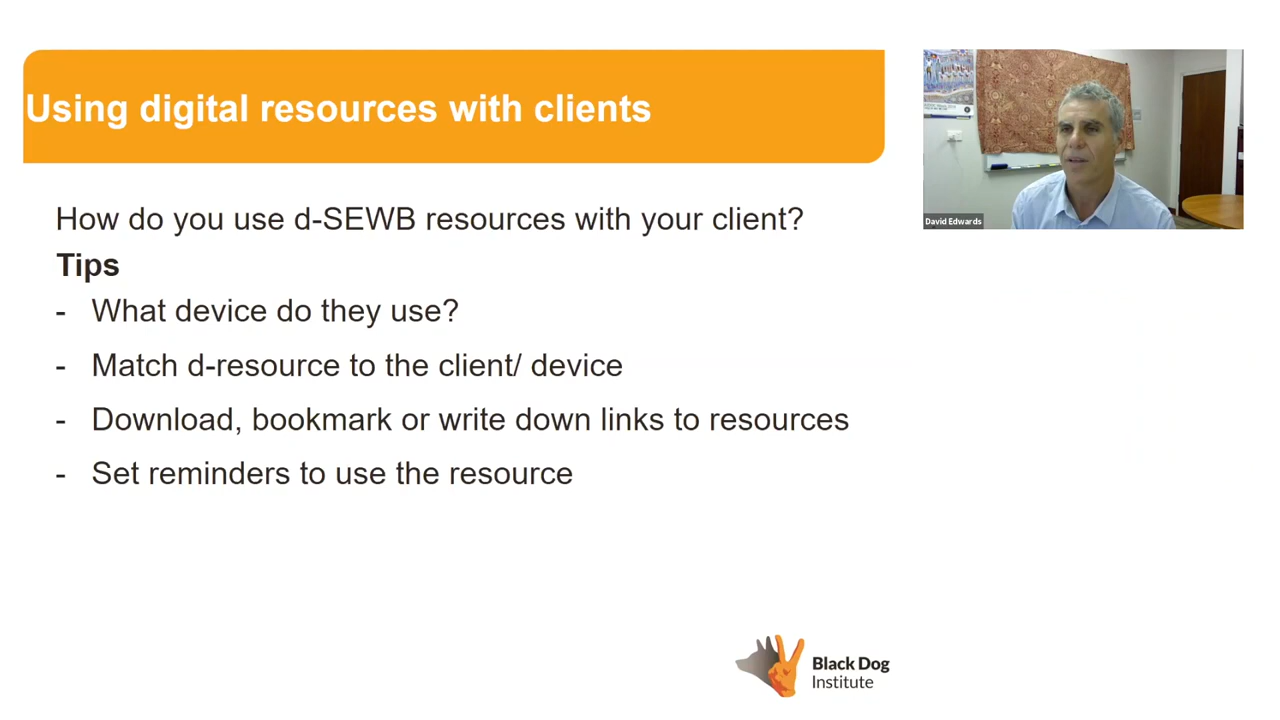 Using digital resources with clients
How do you use d-SEWB resources with your client?
Tips
- What device do they use?
- Match d-resource to the client/ device
- Download, bookmark or write down links to resources
- Set reminders to use the resource
David Edwards
Black Dog
Institute